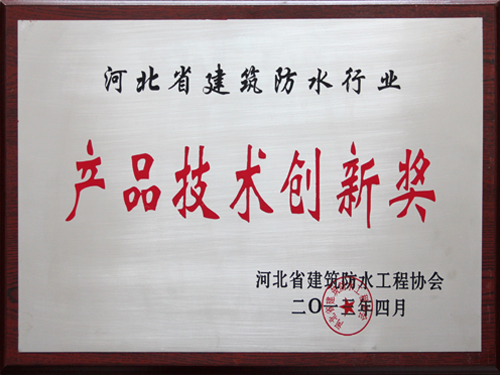 河北省建筑防水行业
产品技术创新奖
河北省建筑防水工程协会
二〇一三年四月